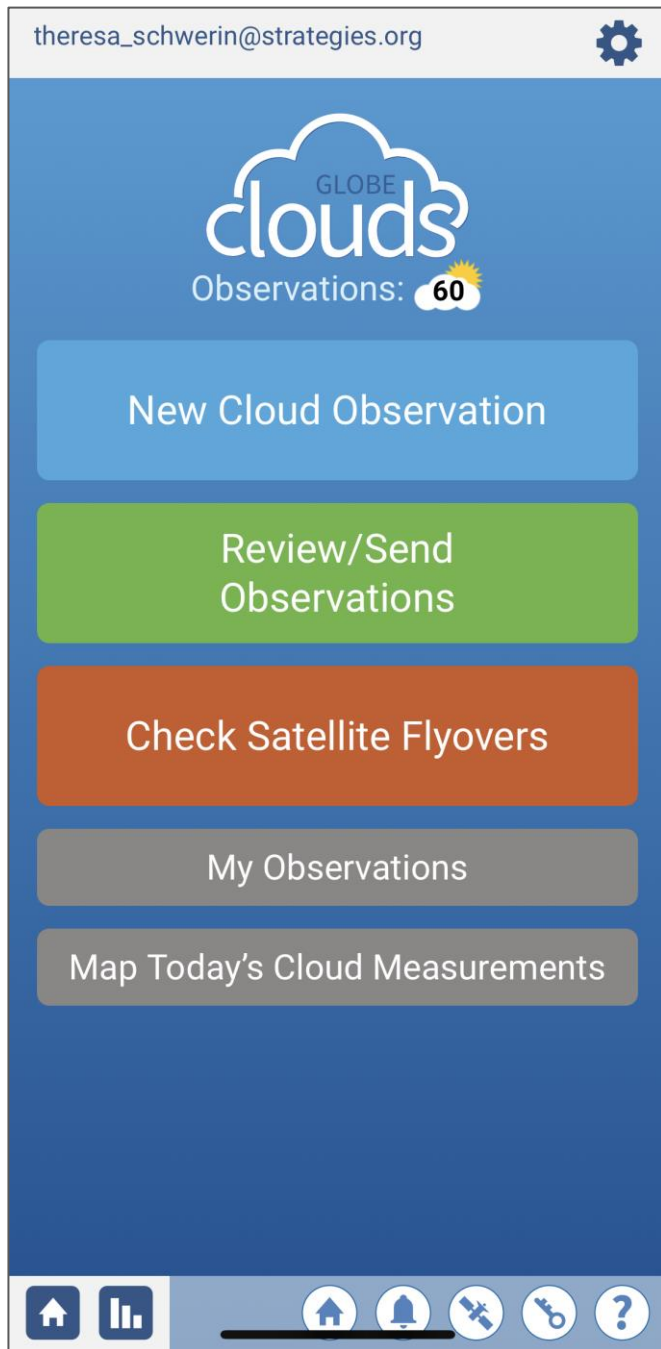 theresa_schwerin@strategies.org
GLOBE
clouds
Observations: 60
New Cloud Observation
Review/Send
Observations
Check Satellite Flyovers
My Observations
Map Today’s Cloud Measurements
?